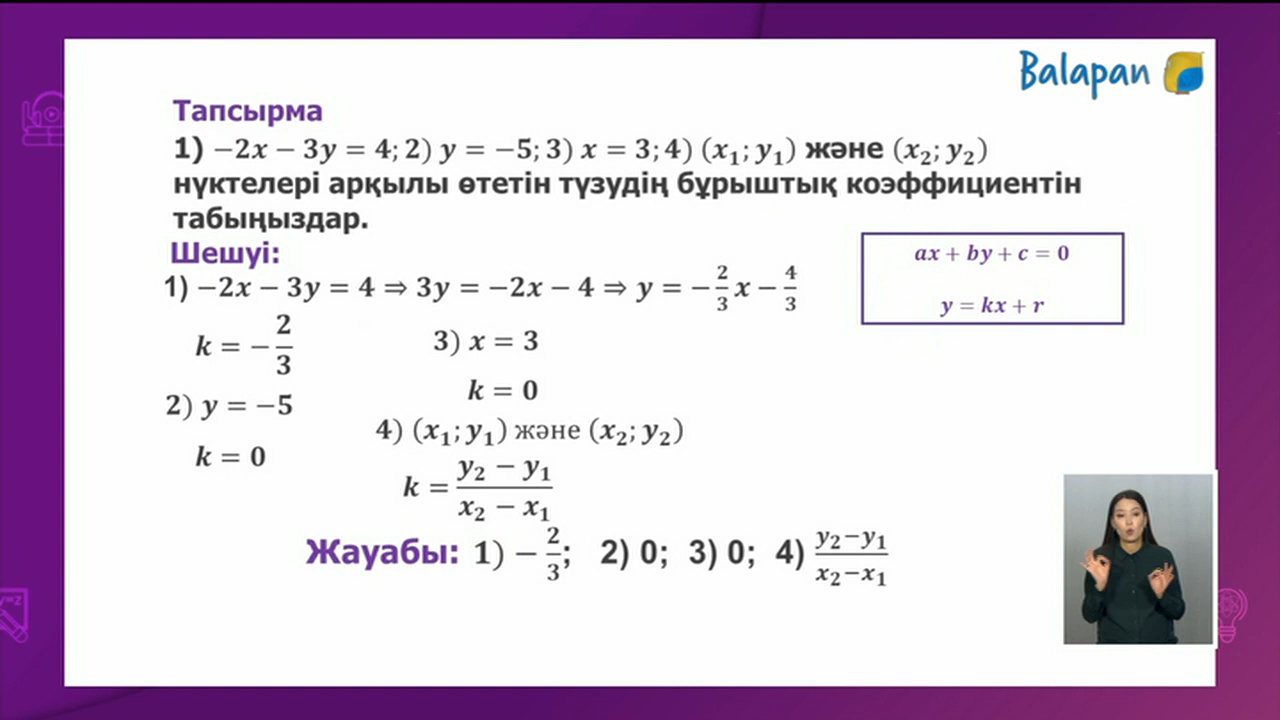 Balapan
Тапсырма
1) −2x − 3y = 4; 2) y = −5; 3) x = 3; 4) (x₁; y₁) және (x₂; y₂)
нүктелері арқылы өтетін түзудің бұрыштық коэффициентін
табыңыздар.
Шешуі:
ax + by + c = 0
y = kx + r
1) −2x − 3y = 4 ⇒ 3y = −2x − 4 ⇒ y = −2/3 x − 4/3
k = −2/3
2) y = −5
k = 0
3) x = 3
k = 0
4) (x₁; y₁) және (x₂; y₂)
k = (y₂ − y₁)/(x₂ − x₁)
Жауабы: 1) −2/3; 2) 0; 3) 0; 4) (y₂−y₁)/(x₂−x₁)